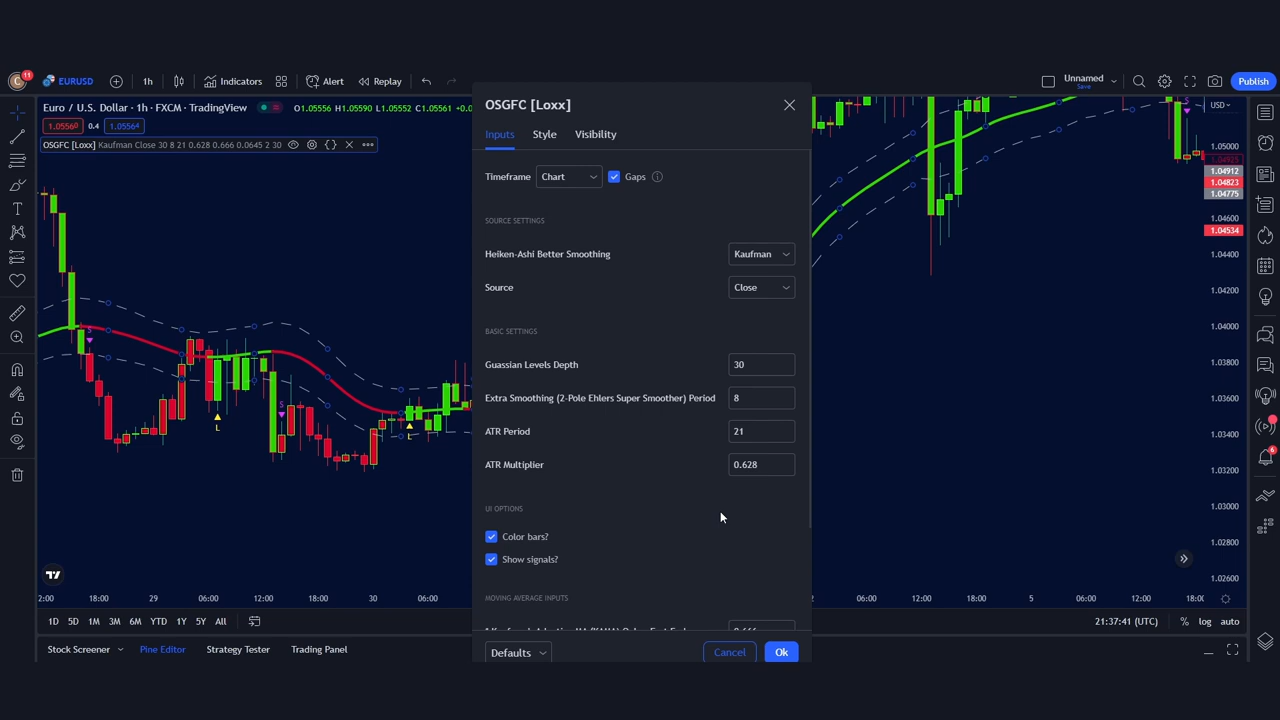 C 11 EURUSD 1h Indicators Alert Replay Unnamed Save Publish
Euro / U.S. Dollar · 1h · FXCM · TradingView O1.05556 H1.05590 L1.05552 C1.05561
1.05560 0.4 1.05564
OSGFC [Loxx] Kaufman Close 30 8 21 0.628 0.666 0.0645 2 30
S
L
S
L
S
OSGFC [Loxx]
Inputs Style Visibility
Timeframe Chart Gaps
SOURCE SETTINGS
Heiken-Ashi Better Smoothing Kaufman
Source Close
BASIC SETTINGS
Guassian Levels Depth 30
Extra Smoothing (2-Pole Ehlers Super Smoother) Period 8
ATR Period 21
ATR Multiplier 0.628
UI OPTIONS
Color bars?
Show signals?
MOVING AVERAGE INPUTS
Defaults Cancel Ok
USD
1.05000
1.04925
1.04912
1.04823
1.04775
1.04600
1.04534
1.04400
1.04200
1.04000
1.03800
1.03600
1.03400
1.03200
1.03000
1.02800
1.02600
6
2:00 18:00 29 06:00 12:00 18:00 30 06:00 06:00 12:00 18:00 5 06:00 12:00 18:00
1D 5D 1M 3M 6M YTD 1Y 5Y All 21:37:41 (UTC) % log auto
Stock Screener Pine Editor Strategy Tester Trading Panel